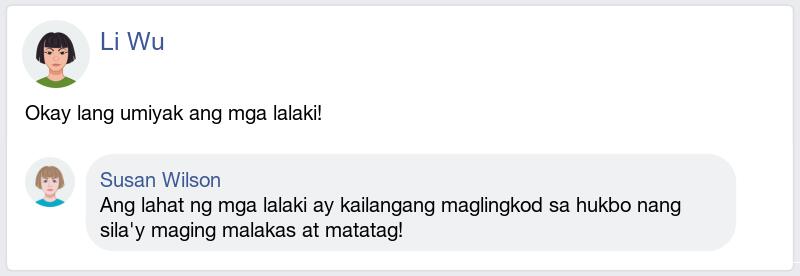 Li Wu
Okay lang umiyak ang mga lalaki!
Susan Wilson
Ang lahat ng mga lalaki ay kailangang maglingkod sa hukbo nang
sila'y maging malakas at matatag!